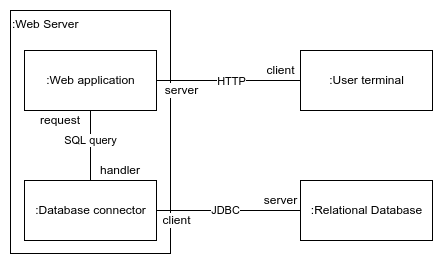 :Web Server
:Web application
HTTP
client
:User terminal
server
request
SQL query
handler
:Database connector
JDBC
server
:Relational Database
client